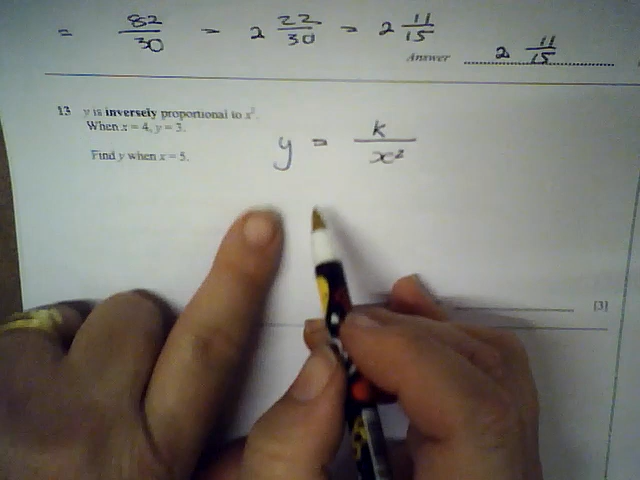 = 82/30 = 2 22/30 = 2 11/15
Answer 2 11/15
13 y is inversely proportional to x².
When x = 4, y = 3.
y = k/x²
Find y when x = 5.
[3]